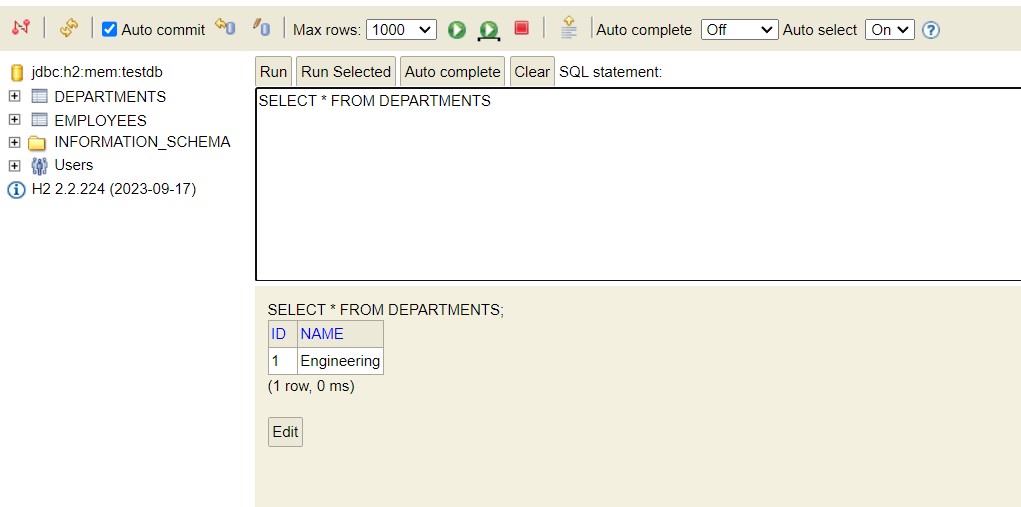 Auto commit Max rows: 1000 Auto complete Off Auto select On ?
jdbc:h2:mem:testdb
DEPARTMENTS
EMPLOYEES
INFORMATION_SCHEMA
Users
H2 2.2.224 (2023-09-17)
Run Run Selected Auto complete Clear SQL statement:
SELECT * FROM DEPARTMENTS
SELECT * FROM DEPARTMENTS;
ID NAME
1 Engineering
(1 row, 0 ms)
Edit